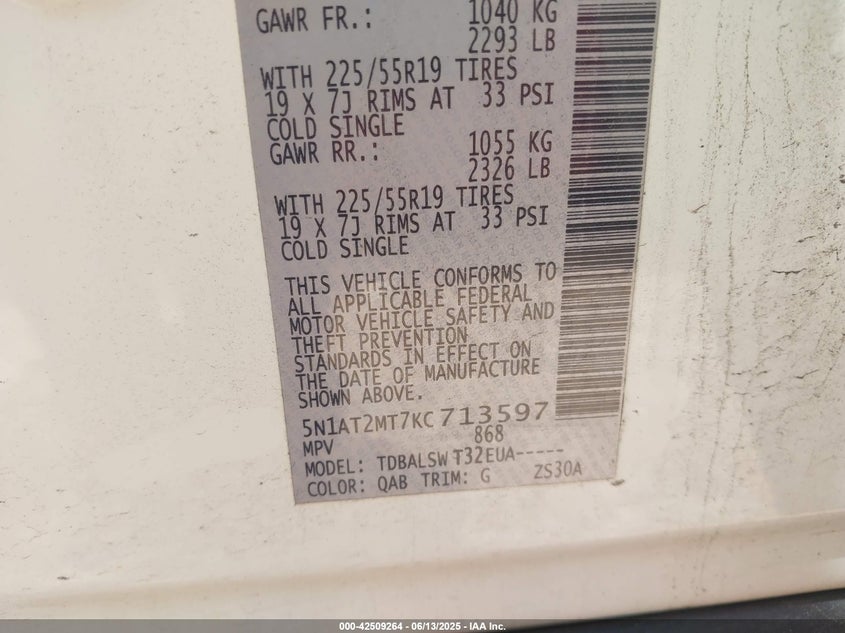 GAWR FR.: 1040 KG
2293 LB
WITH 225/55R19 TIRES
19 X 7J RIMS AT 33 PSI
COLD SINGLE
GAWR RR.: 1055 KG
2326 LB
WITH 225/55R19 TIRES
19 X 7J RIMS AT 33 PSI
COLD SINGLE
THIS VEHICLE CONFORMS TO
ALL APPLICABLE FEDERAL
MOTOR VEHICLE SAFETY AND
THEFT PREVENTION
STANDARDS IN EFFECT ON
THE DATE OF MANUFACTURE
SHOWN ABOVE.
5N1AT2MT7KC713597
MPV 868
MODEL: TDBALSW-T32EUA-----
COLOR: QAB TRIM: G ZS30A
000-42509264 - 06/13/2025 - IAA Inc.